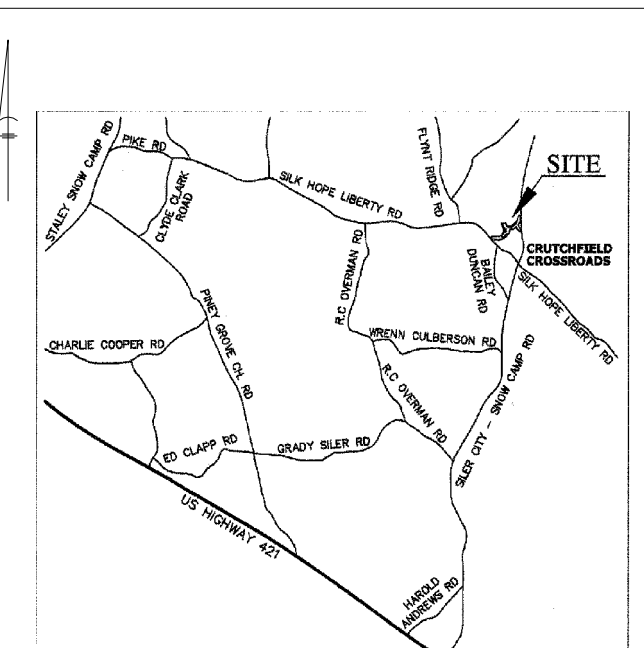 STALEY SNOW CAMP RD
PIKE RD
CLYDE CLARK
ROAD
SILK HOPE LIBERTY RD
FLYNT RIDGE RD
SITE
CRUTCHFIELD
CROSSROADS
BAILEY
DUNCAN RD
SILK HOPE LIBERTY RD
R.C OVERMAN RD
WRENN CULBERSON RD
PINEY GROVE CH. RD
CHARLIE COOPER RD
R.C OVERMAN RD
SILER CITY - SNOW CAMP RD
ED CLAPP RD
GRADY SILER RD
US HIGHWAY 421
HAROLD
ANDREWS RD